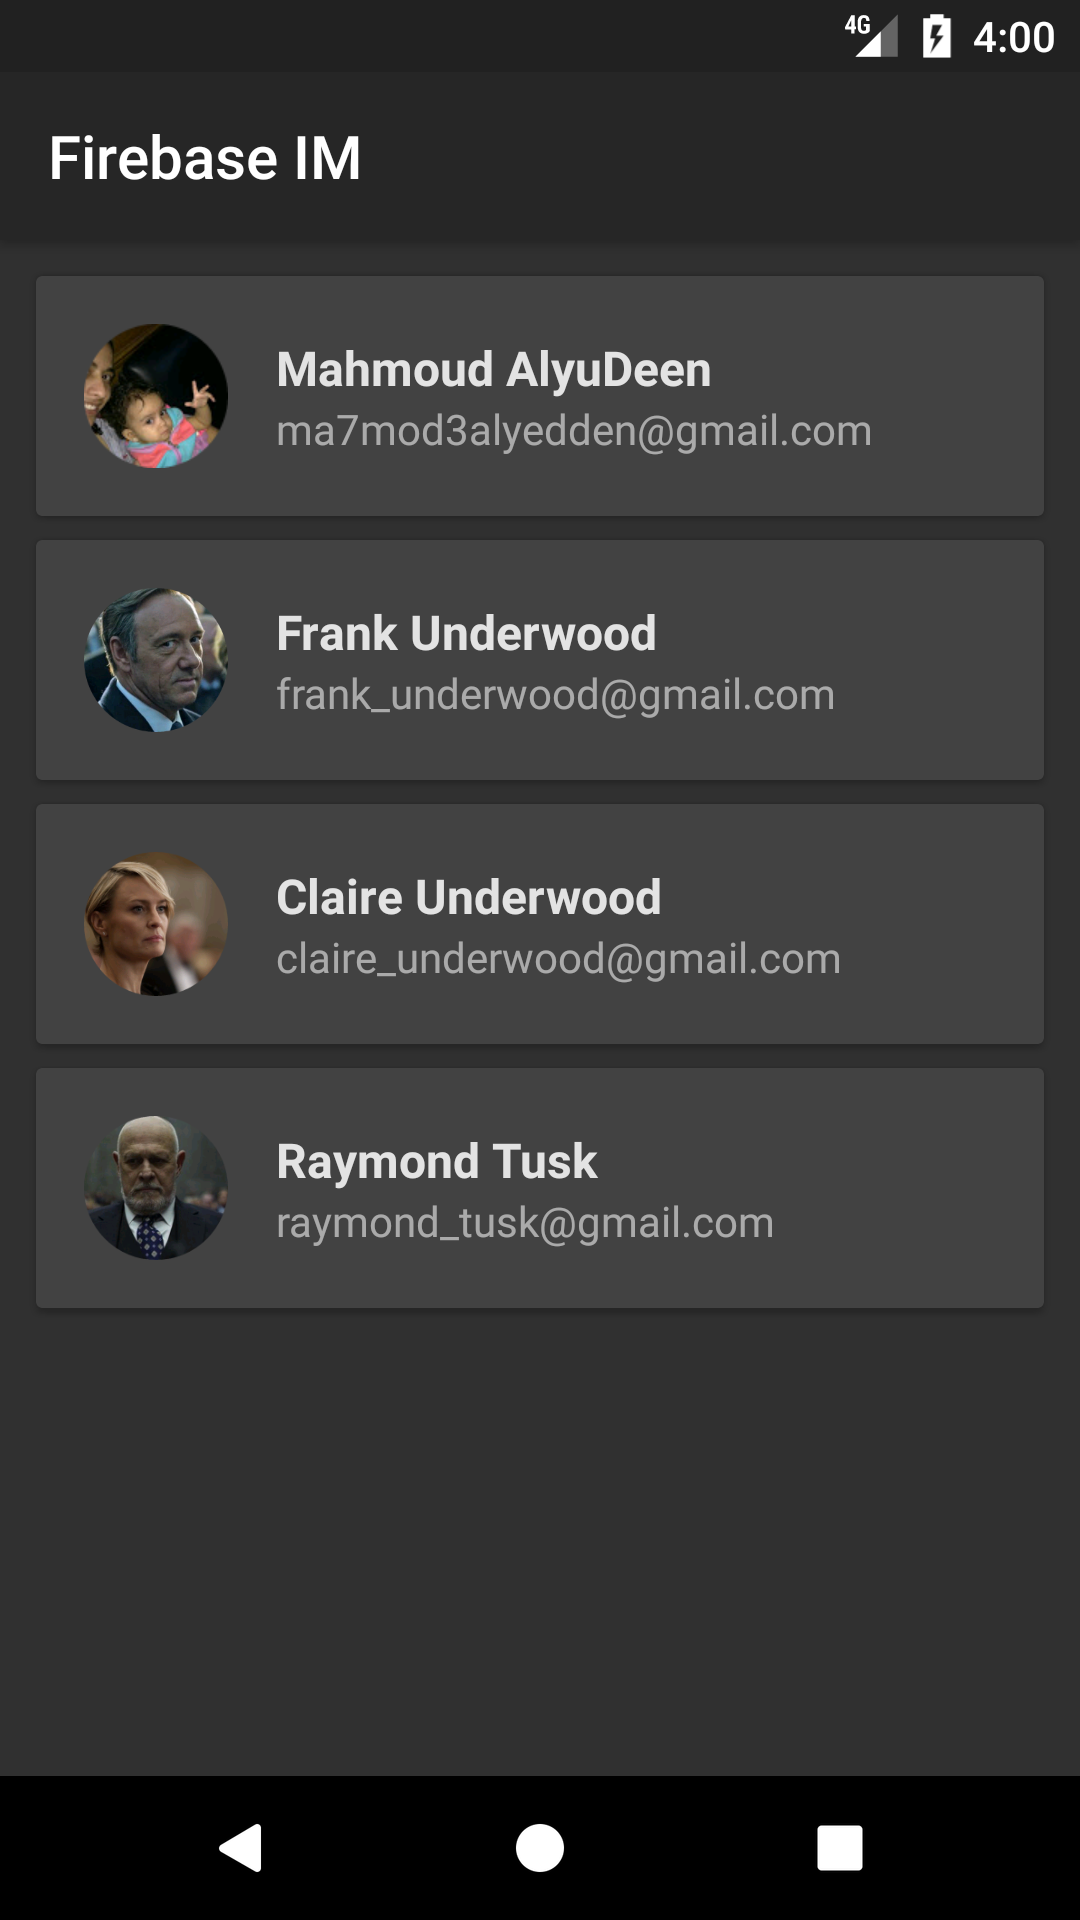 4G 4:00
Firebase IM
Mahmoud AlyuDeen
ma7mod3alyedden@gmail.com
Frank Underwood
frank_underwood@gmail.com
Claire Underwood
claire_underwood@gmail.com
Raymond Tusk
raymond_tusk@gmail.com